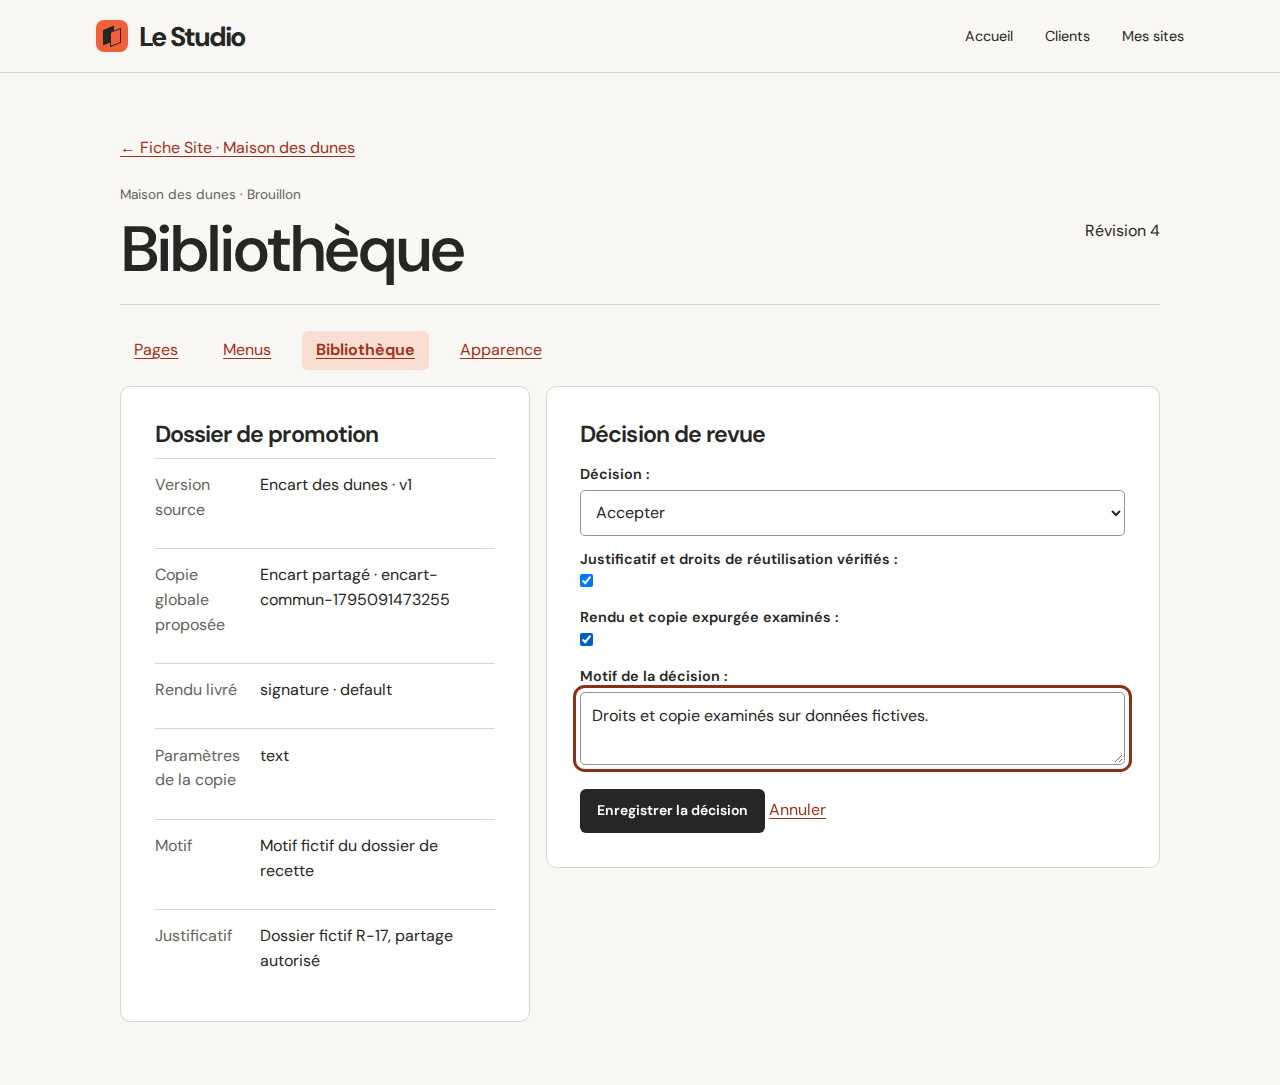 Le Studio
Accueil
Clients
Mes sites
← Fiche Site · Maison des dunes
Maison des dunes · Brouillon
Bibliothèque
Révision 4
Pages
Menus
Bibliothèque
Apparence
Dossier de promotion
Version
source
Encart des dunes · v1
Copie
globale
proposée
Encart partagé · encart-
commun-1795091473255
Rendu livré
signature · default
Paramètres
de la copie
text
Motif
Motif fictif du dossier de
recette
Justificatif
Dossier fictif R-17, partage
autorisé
Décision de revue
Décision :
Accepter
Justificatif et droits de réutilisation vérifiés :
Rendu et copie expurgée examinés :
Motif de la décision :
Droits et copie examinés sur données fictives.
Enregistrer la décision
Annuler